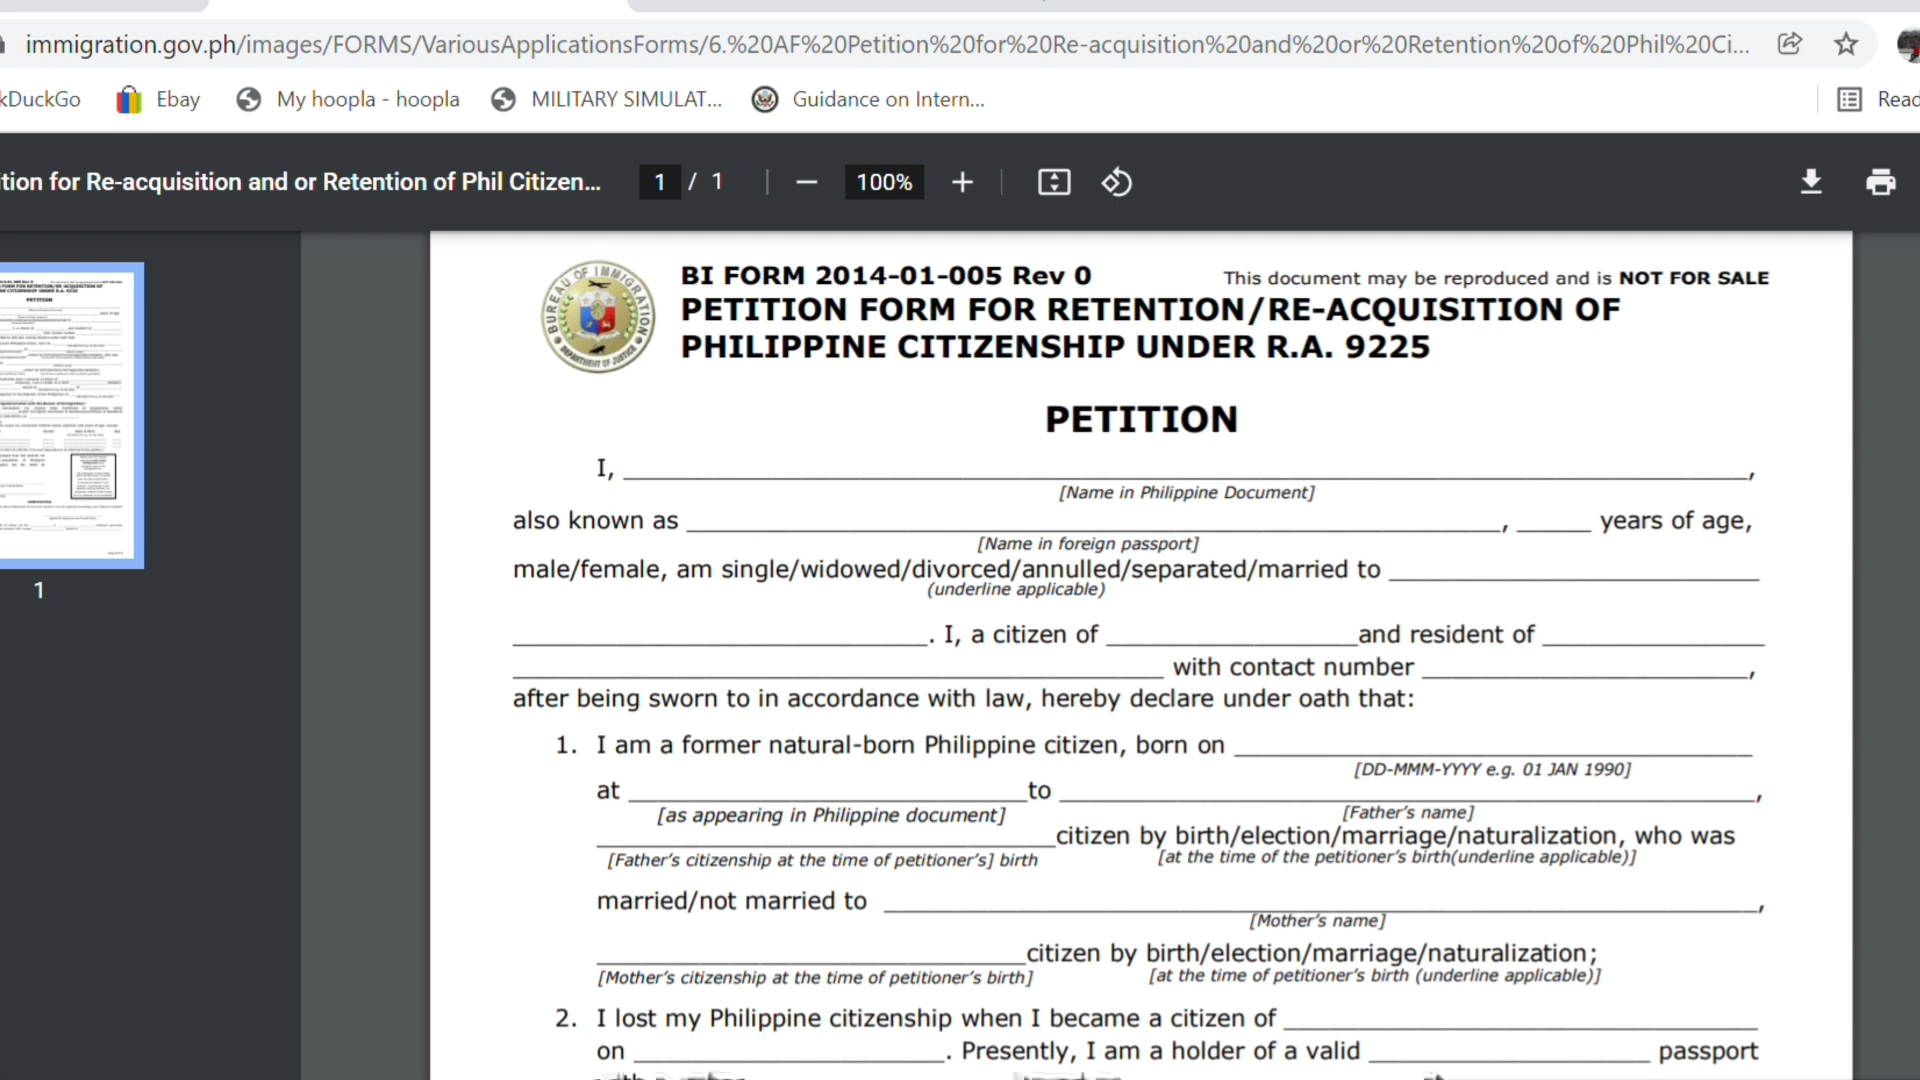 immigration.gov.ph/images/FORMS/VariousApplicationsForms/6.%20AF%20Petition%20for%20Re-acquisition%20and%20or%20Retention%20of%20Phil%20Ci...
kDuckGo Ebay My hoopla - hoopla MILITARY SIMULAT... Guidance on Intern... Read
tion for Re-acquisition and or Retention of Phil Citizen... 1 / 1 100%
BUREAU OF IMMIGRATION
DEPARTMENT OF JUSTICE
BI FORM 2014-01-005 Rev 0 This document may be reproduced and is NOT FOR SALE
PETITION FORM FOR RETENTION/RE-ACQUISITION OF
PHILIPPINE CITIZENSHIP UNDER R.A. 9225
PETITION
I, ,
[Name in Philippine Document]
also known as , years of age,
[Name in foreign passport]
male/female, am single/widowed/divorced/annulled/separated/married to
(underline applicable)
. I, a citizen of and resident of
with contact number ,
after being sworn to in accordance with law, hereby declare under oath that:
1. I am a former natural-born Philippine citizen, born on
[DD-MMM-YYYY e.g. 01 JAN 1990]
at to ,
[as appearing in Philippine document] [Father's name]
citizen by birth/election/marriage/naturalization, who was
[Father's citizenship at the time of petitioner's] birth [at the time of the petitioner's birth(underline applicable)]
married/not married to ,
[Mother's name]
citizen by birth/election/marriage/naturalization;
[Mother's citizenship at the time of petitioner's birth] [at the time of petitioner's birth (underline applicable)]
2. I lost my Philippine citizenship when I became a citizen of
on . Presently, I am a holder of a valid passport
1